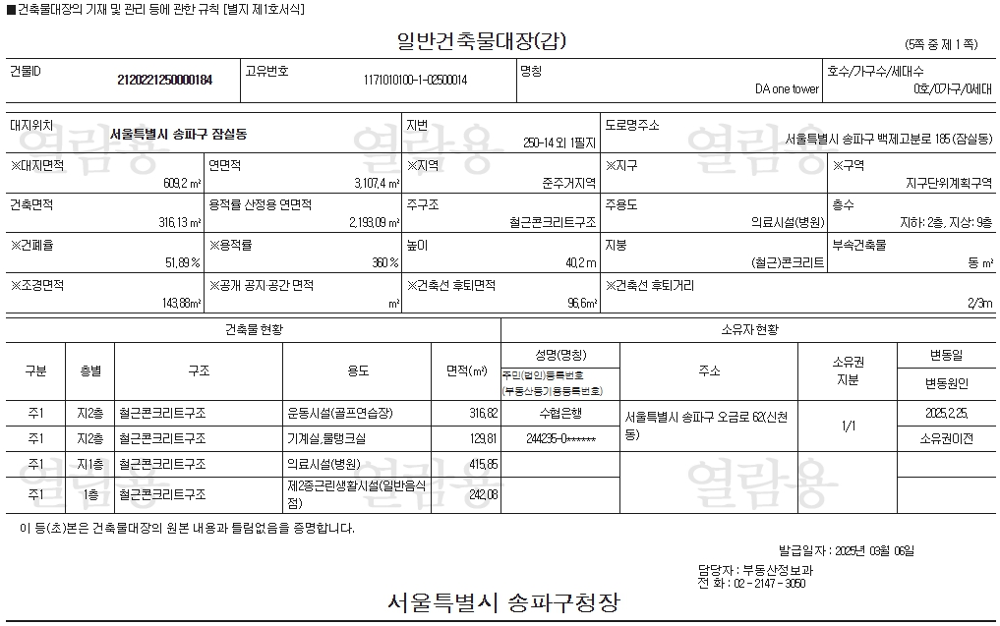 ■건축물대장의 기재 및 관리 등에 관한 규칙 [별지 제1호서식]
일반건축물대장(갑)
(5쪽 중 제 1 쪽)
건물ID 2120221250000184 고유번호 1171010100-1-02500014 명칭 DA one tower 호수/가구수/세대수 0호/0가구/0세대
대지위치 서울특별시 송파구 잠실동 지번 250-14 외 1필지 도로명주소 서울특별시 송파구 백제고분로 185 (잠실동)
※대지면적 609.2 ㎡ 연면적 3,107.4 ㎡ ※지역 준주거지역 ※지구 ※구역 지구단위계획구역
건축면적 316.13 ㎡ 용적률 산정용 연면적 2,193.09 ㎡ 주구조 철근콘크리트구조 주용도 의료시설(병원) 층수 지하: 2층, 지상: 9층
※건폐율 51.89 % ※용적률 360 % 높이 40.2 m 지붕 (철근)콘크리트 부속건축물 동 ㎡
※조경면적 143.88㎡ ※공개 공지·공간 면적 ㎡ ※건축선 후퇴면적 96.6㎡ ※건축선 후퇴거리 2/3m
건축물 현황 소유자 현황
구분 층별 구조 용도 면적(㎡) 성명(명칭) 주소 소유권 지분 변동일
주민(법인)등록번호
(부동산등기용등록번호) 변동원인
주1 지2층 철근콘크리트구조 운동시설(골프연습장) 316.82 수협은행 서울특별시 송파구 오금로 62(신천동) 1/1 2025.2.25.
주1 지2층 철근콘크리트구조 기계실,물탱크실 129.81 244235-0****** 소유권이전
주1 지1층 철근콘크리트구조 의료시설(병원) 415.85
주1 1층 철근콘크리트구조 제2종근린생활시설(일반음식점) 242.08
열람용 열람용 열람용
열람용 열람용 열람용
이 등(초)본은 건축물대장의 원본 내용과 틀림없음을 증명합니다.
발급일자 : 2025년 03월 06일
담당자 : 부동산정보과
전 화 : 02 - 2147 - 3050
서울특별시 송파구청장